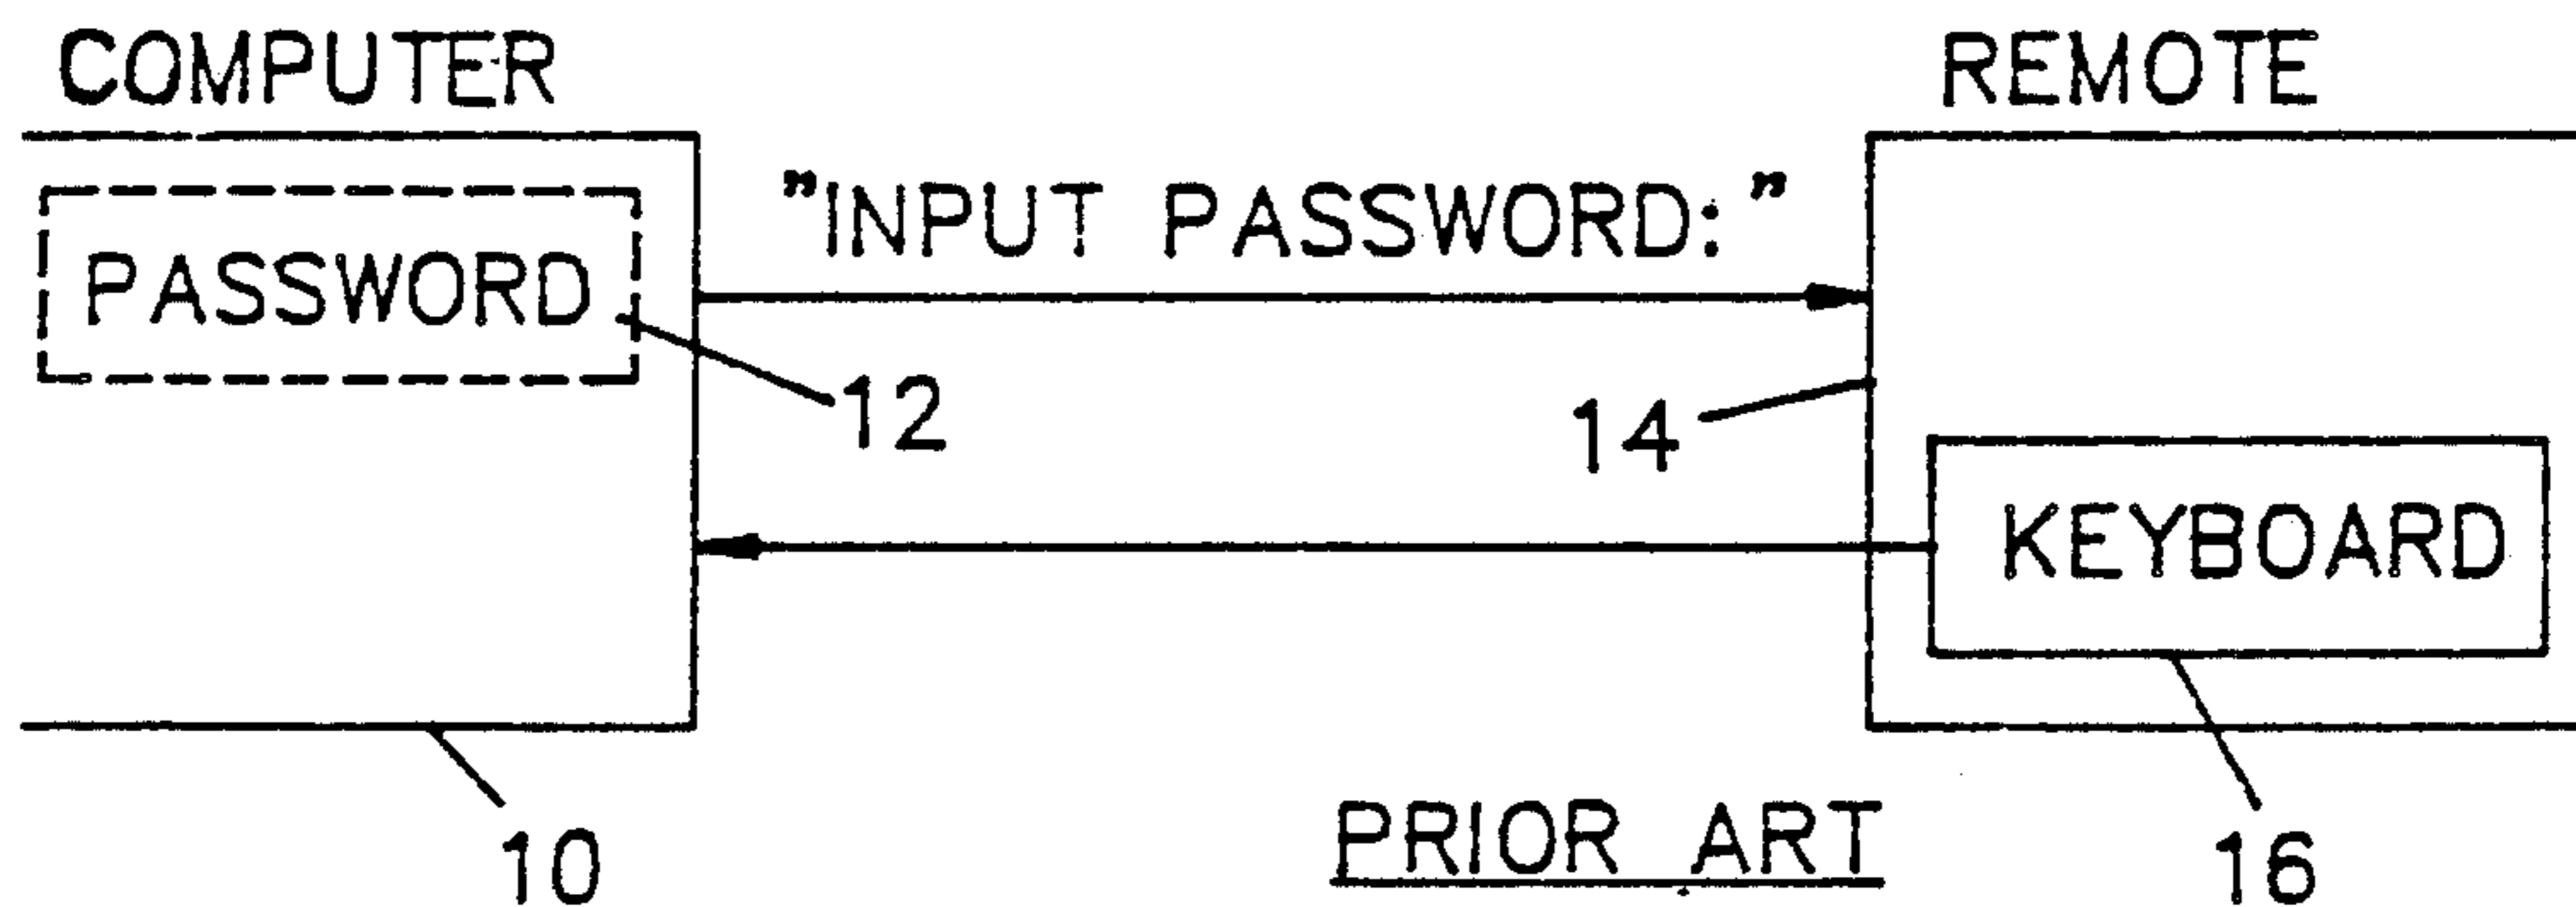 COMPUTER
REMOTE
"INPUT PASSWORD:"
PASSWORD
12
14
KEYBOARD
10
PRIOR ART
16